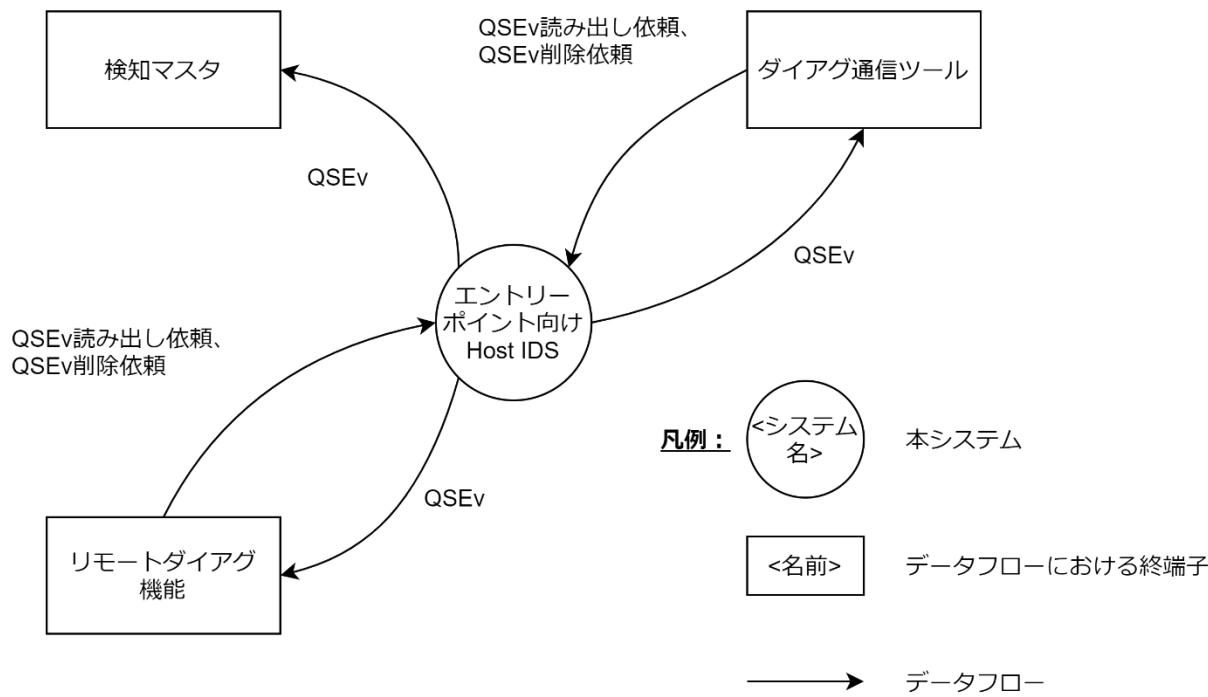 検知マスタ
QSEv読み出し依頼、
QSEv削除依頼
ダイアグ通信ツール
QSEv
QSEv
エントリー
ポイント向け
Host IDS
QSEv読み出し依頼、
QSEv削除依頼
QSEv
リモートダイアグ
機能
凡例：
<システム
名>
本システム
<名前>
データフローにおける終端子
データフロー